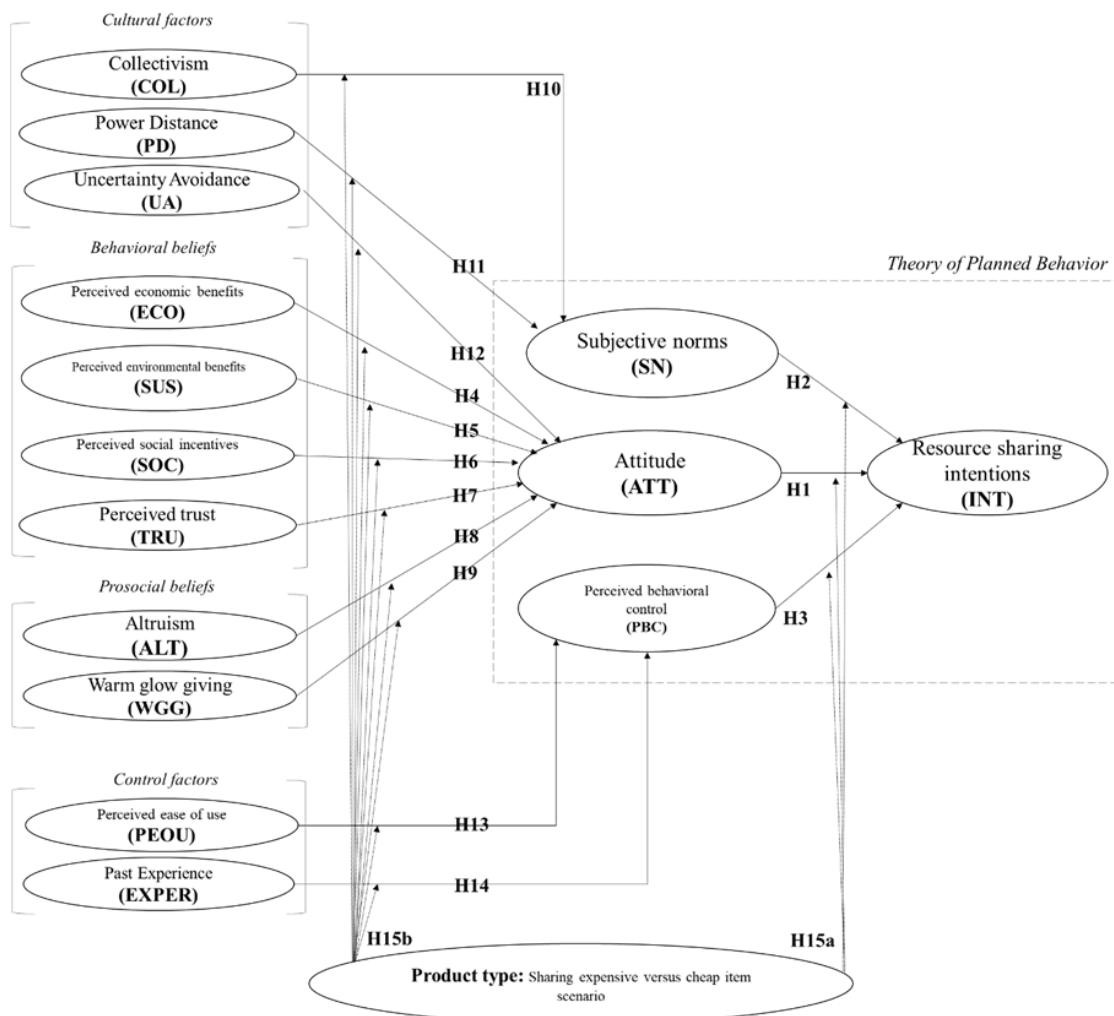 Cultural factors
Collectivism
(COL)
H10
Power Distance
(PD)
Uncertainty Avoidance
(UA)
Behavioral beliefs
H11
Theory of Planned Behavior
Perceived economic benefits
(ECO)
Subjective norms
(SN)
H12
Perceived environmental benefits
(SUS)
H2
H4
H5
Perceived social incentives
(SOC)
H6
Attitude
(ATT)
H1
Resource sharing
intentions
(INT)
H7
Perceived trust
(TRU)
H8
H9
Prosocial beliefs
Perceived behavioral
control
(PBC)
H3
Altruism
(ALT)
Warm glow giving
(WGG)
Control factors
Perceived ease of use
(PEOU)
H13
Past Experience
(EXPER)
H14
H15b
H15a
Product type: Sharing expensive versus cheap item
scenario